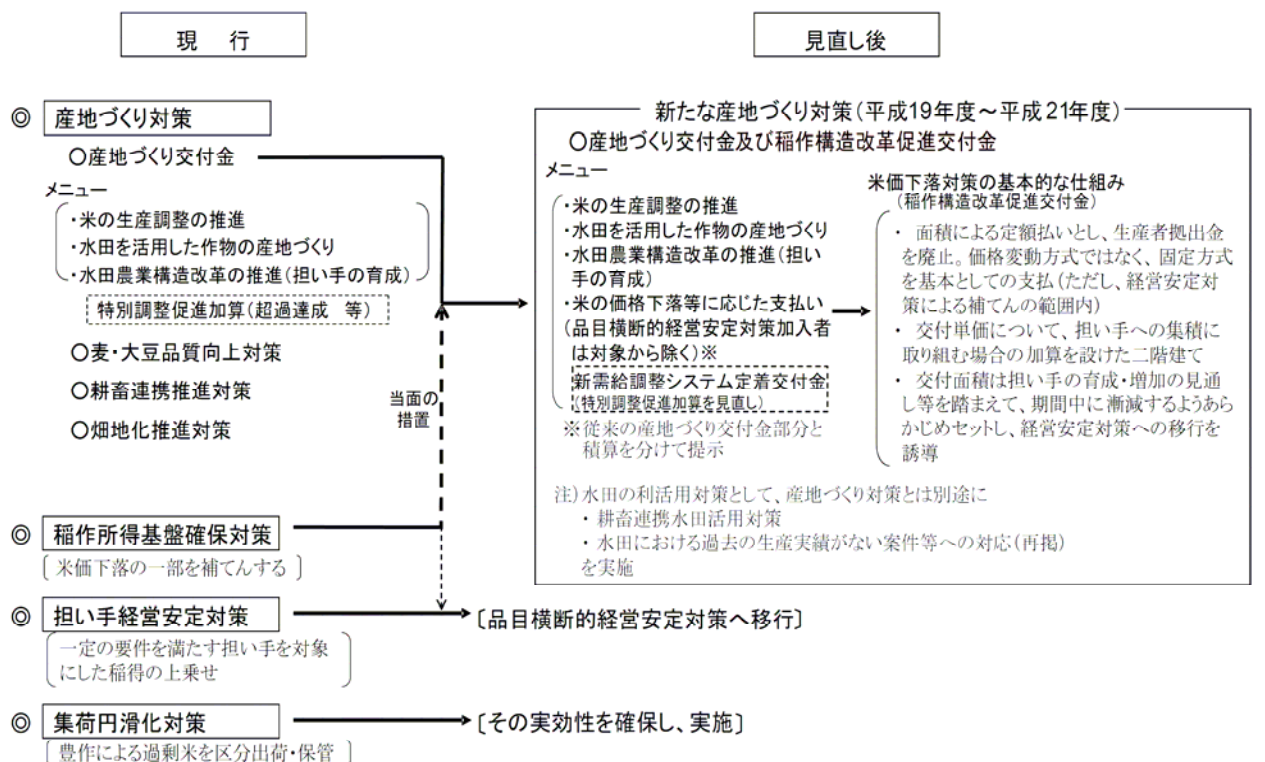 現 行
見直し後
◎ 産地づくり対策
○産地づくり交付金
メニュー
・米の生産調整の推進
・水田を活用した作物の産地づくり
・水田農業構造改革の推進(担い手の育成)
特別調整促進加算(超過達成 等)
○麦・大豆品質向上対策
○耕畜連携推進対策
○畑地化推進対策
当面の
措置
◎ 稲作所得基盤確保対策
〔 米価下落の一部を補てんする 〕
◎ 担い手経営安定対策
一定の要件を満たす担い手を対象
にした稲得の上乗せ
〔品目横断的経営安定対策へ移行〕
◎ 集荷円滑化対策
〔 豊作による過剰米を区分出荷・保管 〕
〔その実効性を確保し、実施〕
新たな産地づくり対策(平成19年度～平成21年度)
○産地づくり交付金及び稲作構造改革促進交付金
メニュー
・米の生産調整の推進
・水田を活用した作物の産地づくり
・水田農業構造改革の推進(担い
手の育成)
・米の価格下落等に応じた支払い
(品目横断的経営安定対策加入者
は対象から除く)※
新需給調整システム定着交付金
(特別調整促進加算を見直し)
※従来の産地づくり交付金部分と
積算を分けて提示
米価下落対策の基本的な仕組み
(稲作構造改革促進交付金)
・ 面積による定額払いとし、生産者拠出金
を廃止。価格変動方式ではなく、固定方式
を基本としての支払(ただし、経営安定対
策による補てんの範囲内)
・ 交付単価について、担い手への集積に
取り組む場合の加算を設けた二階建て
・ 交付面積は担い手の育成・増加の見通
し等を踏まえて、期間中に漸減するようあら
かじめセットし、経営安定対策への移行を
誘導
注)水田の利活用対策として、産地づくり対策とは別途に
・ 耕畜連携水田活用対策
・ 水田における過去の生産実績がない案件等への対応(再掲)
を実施